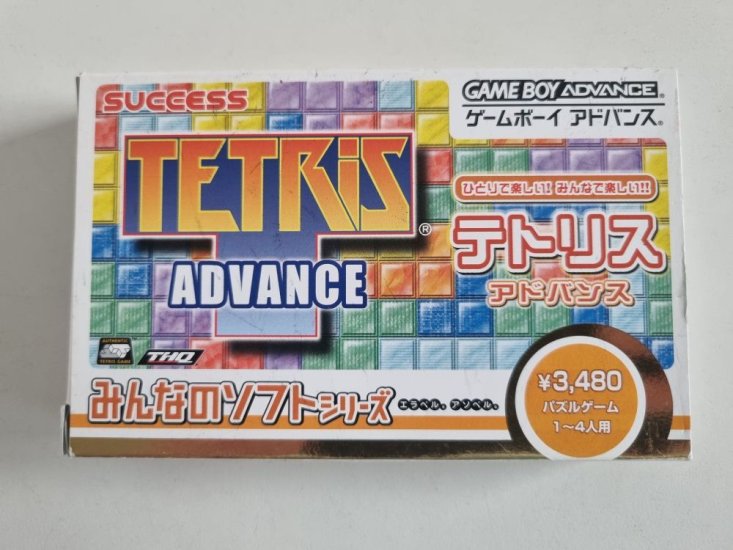 SUCCESS
GAME BOY ADVANCE
ゲームボーイ アドバンス
TETRiS®
ADVANCE
ひとりで楽しい! みんなで楽しい!!
テトリス
アドバンス
AUTHENTIC
TETRIS GAME
THQ
みんなのソフトシリーズ
エラベル。アソベル。
¥3,480
パズルゲーム
1〜4人用